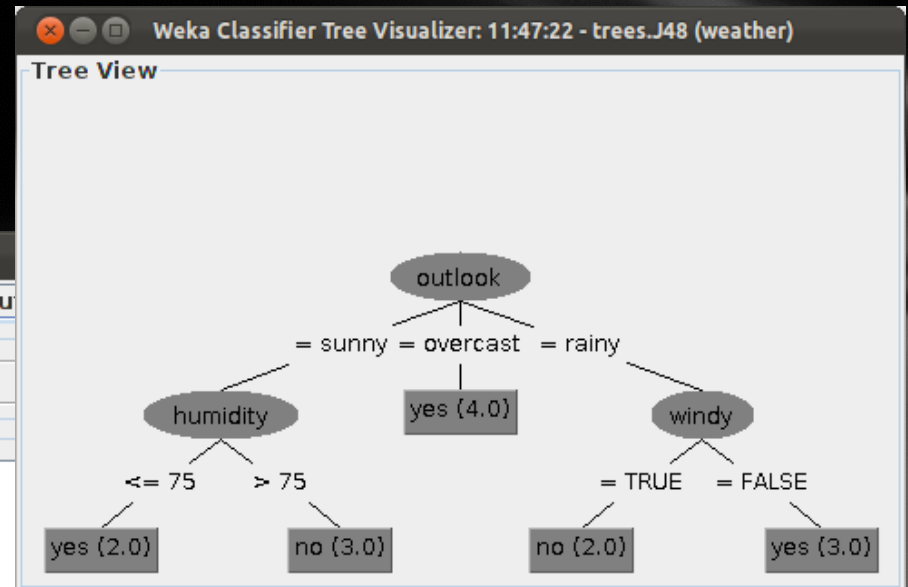 Weka Classifier Tree Visualizer: 11:47:22 - trees.J48 (weather)
Tree View
outlook
= sunny = overcast = rainy
humidity yes (4.0) windy
<= 75 > 75 = TRUE = FALSE
yes (2.0) no (3.0) no (2.0) yes (3.0)